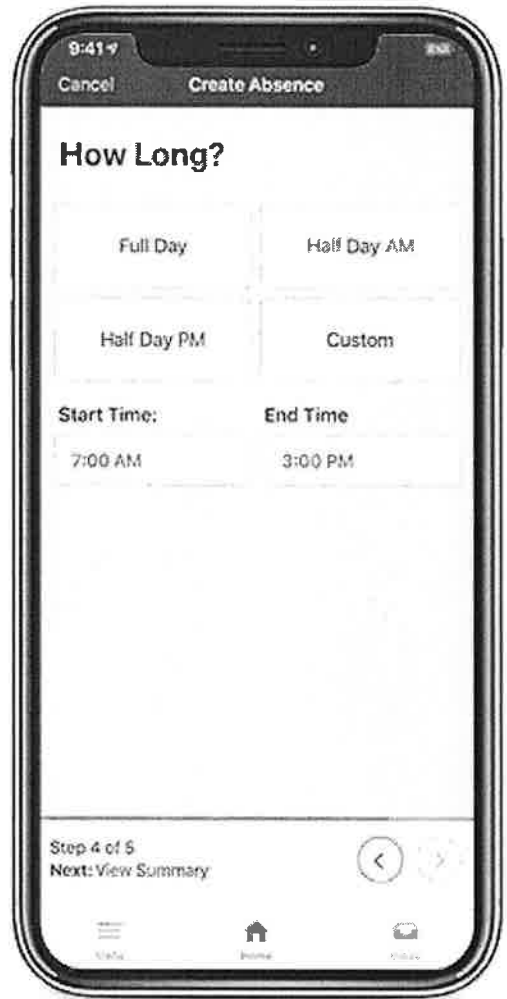 9:41
Cancel Create Absence
How Long?
Full Day Half Day AM
Half Day PM Custom
Start Time: End Time
7:00 AM 3:00 PM
Step 4 of 5
Next: View Summary
Home